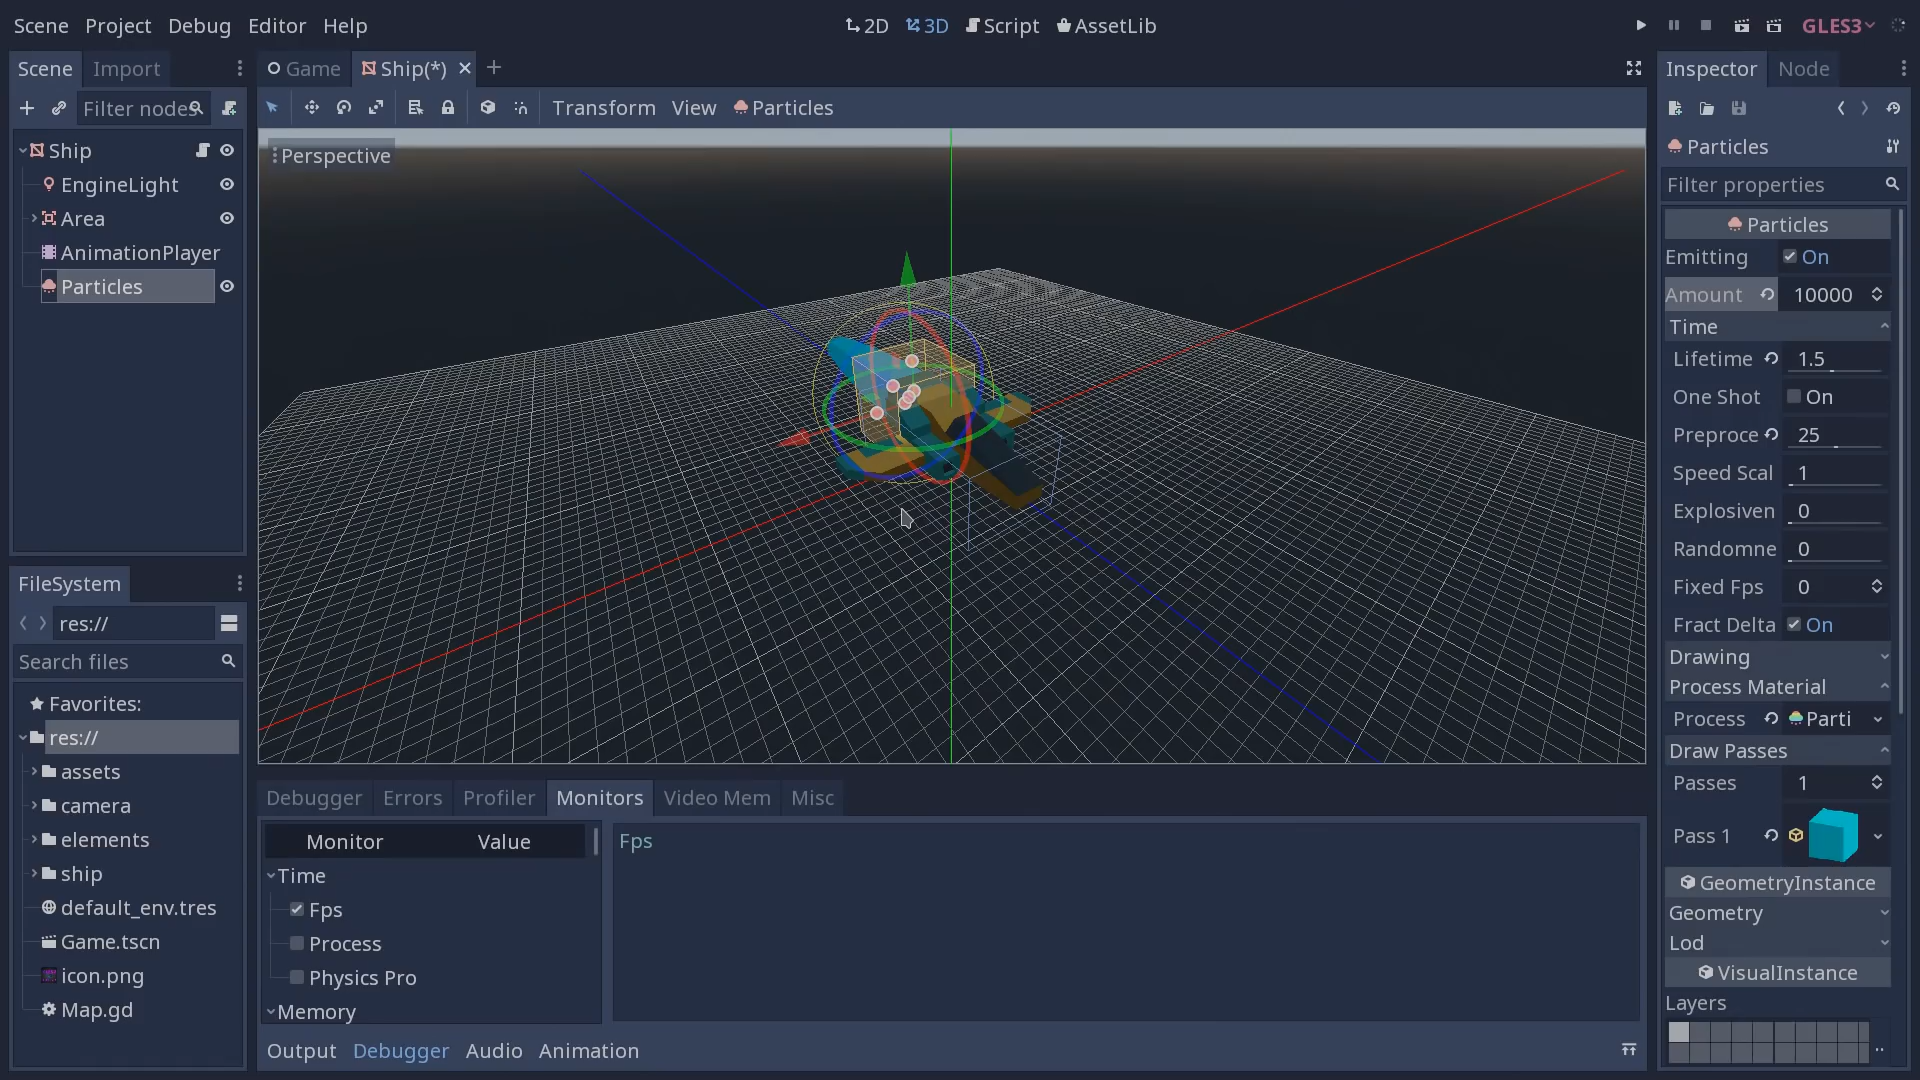 Scene Project Debug Editor Help
2D 3D Script AssetLib
GLES3
Scene Import
Filter nodes
Ship
EngineLight
Area
AnimationPlayer
Particles
FileSystem
res://
Search files
Favorites:
res://
assets
camera
elements
ship
default_env.tres
Game.tscn
icon.png
Map.gd
Game Ship(*)
Transform View Particles
Perspective
Debugger Errors Profiler Monitors Video Mem Misc
Monitor Value
Time
Fps
Process
Physics Pro
Memory
Fps
Output Debugger Audio Animation
Inspector Node
Particles
Filter properties
Particles
Emitting On
Amount 10000
Time
Lifetime 1.5
One Shot On
Preproce 25
Speed Scal 1
Explosiven 0
Randomne 0
Fixed Fps 0
Fract Delta On
Drawing
Process Material
Process Parti
Draw Passes
Passes 1
Pass 1
GeometryInstance
Geometry
Lod
VisualInstance
Layers
..